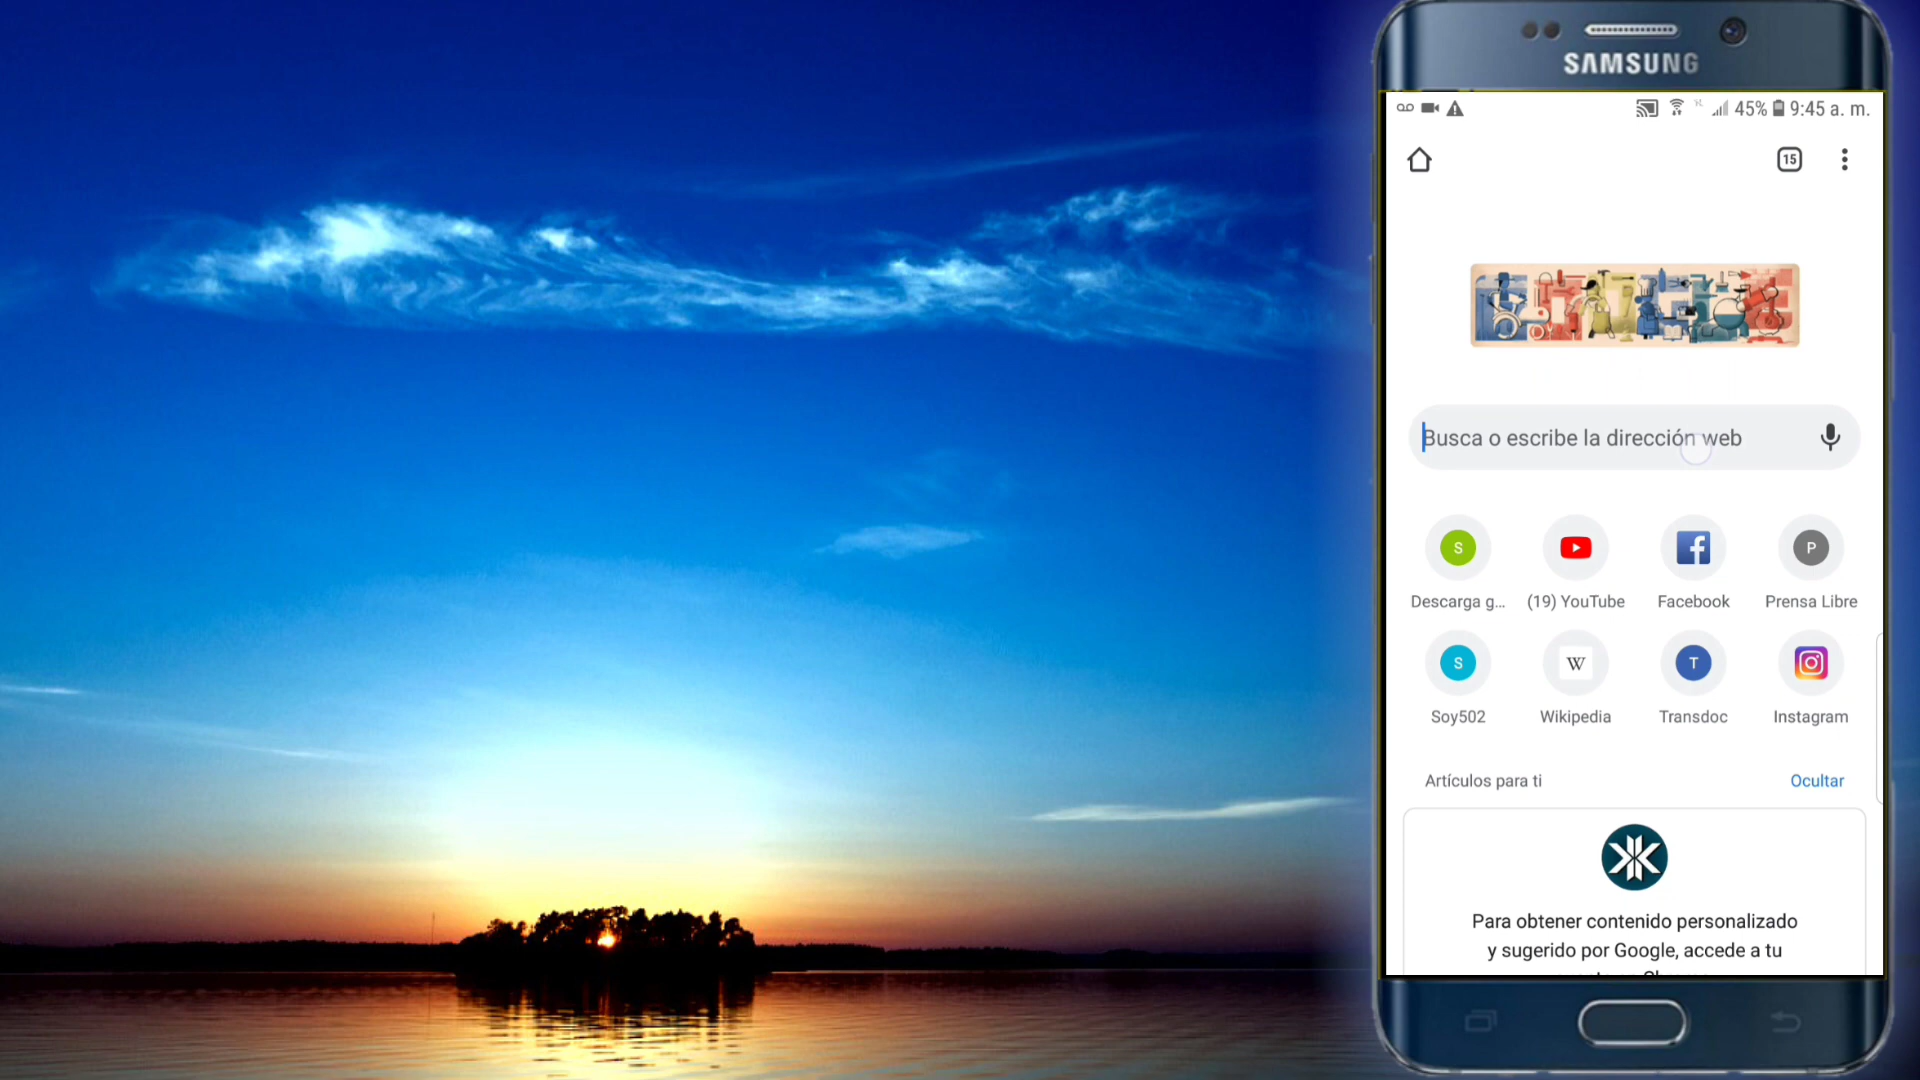 SAMSUNG
45% 9:45 a. m.
15
Busca o escribe la dirección web
S
P
Descarga g...
(19) YouTube
Facebook
Prensa Libre
S
W
T
Soy502
Wikipedia
Transdoc
Instagram
Artículos para ti
Ocultar
Para obtener contenido personalizado
y sugerido por Google, accede a tu